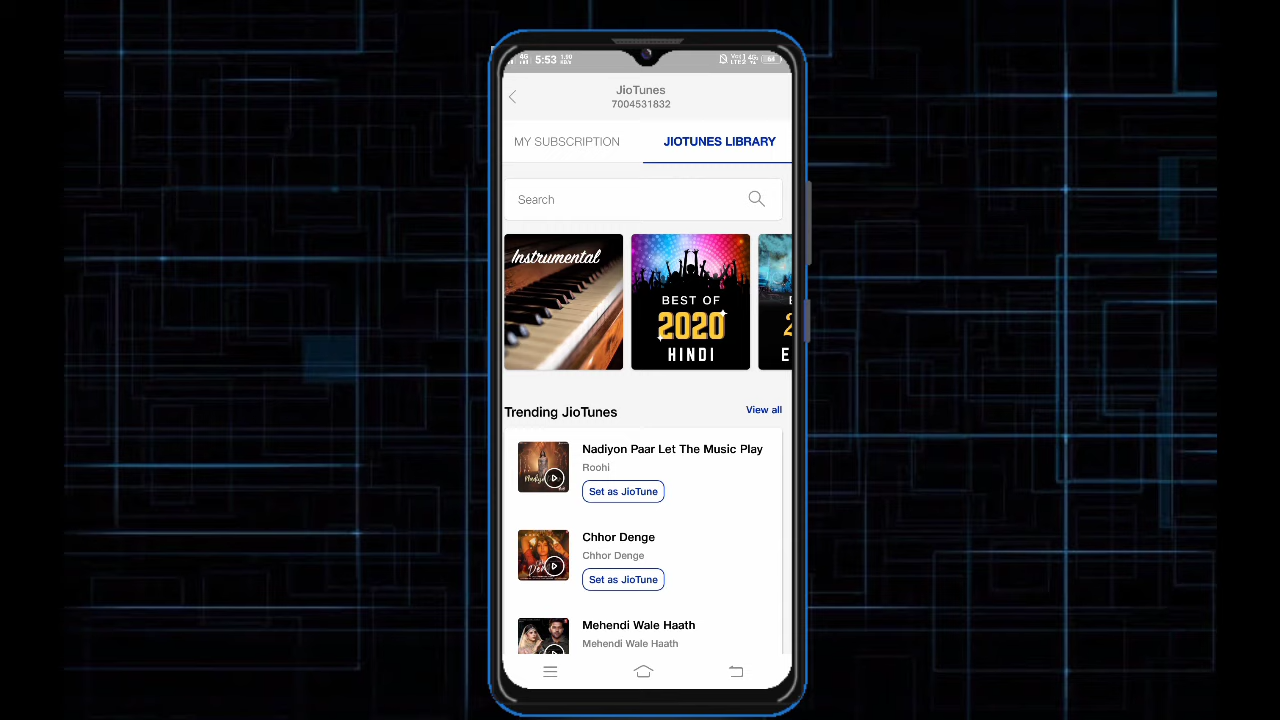 4G 5:53
JioTunes
7004531832
MY SUBSCRIPTION
JIOTUNES LIBRARY
Search
Instrumental
BEST OF
2020
HINDI
Trending JioTunes
View all
Nadiyon Paar Let The Music Play
Roohi
Set as JioTune
Chhor Denge
Chhor Denge
Set as JioTune
Mehendi Wale Haath
Mehendi Wale Haath